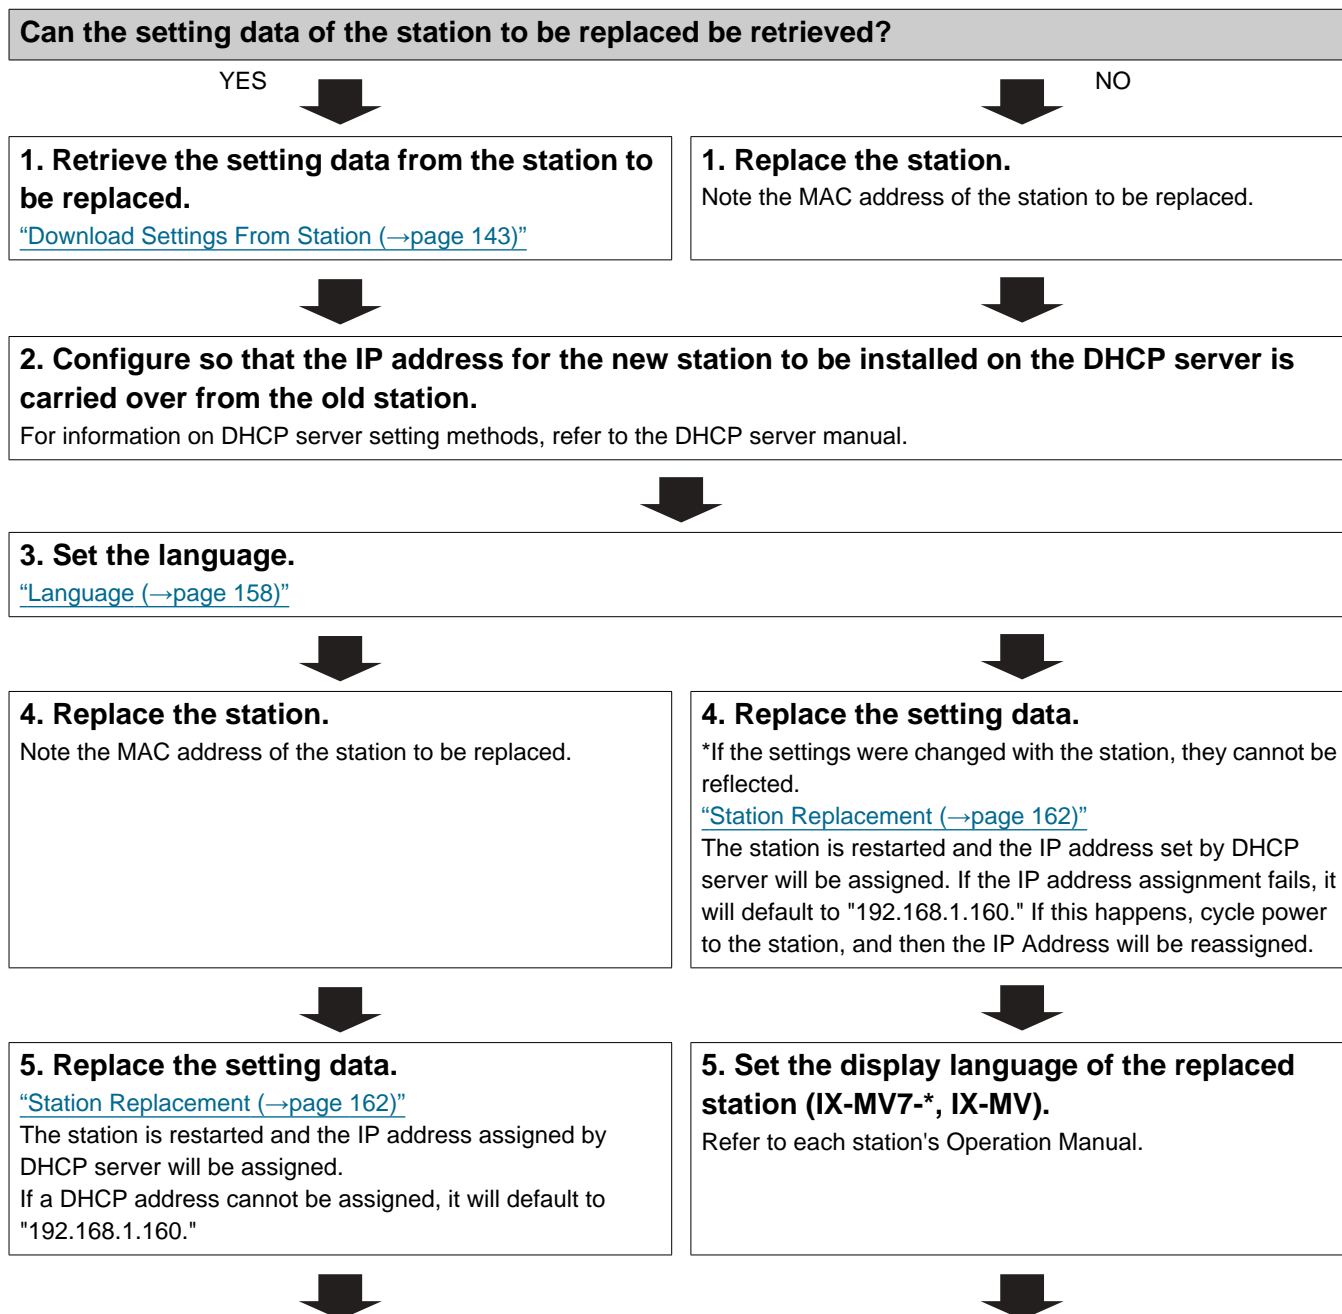 Can the setting data of the station to be replaced be retrieved?
YES
NO
1. Retrieve the setting data from the station to
be replaced.
“Download Settings From Station (→page 143)”
1. Replace the station.
Note the MAC address of the station to be replaced.
2. Configure so that the IP address for the new station to be installed on the DHCP server is
carried over from the old station.
For information on DHCP server setting methods, refer to the DHCP server manual.
3. Set the language.
“Language (→page 158)”
4. Replace the station.
Note the MAC address of the station to be replaced.
4. Replace the setting data.
*If the settings were changed with the station, they cannot be
reflected.
“Station Replacement (→page 162)”
The station is restarted and the IP address set by DHCP
server will be assigned. If the IP address assignment fails, it
will default to "192.168.1.160." If this happens, cycle power
to the station, and then the IP Address will be reassigned.
5. Replace the setting data.
“Station Replacement (→page 162)”
The station is restarted and the IP address assigned by
DHCP server will be assigned.
If a DHCP address cannot be assigned, it will default to
"192.168.1.160."
5. Set the display language of the replaced
station (IX-MV7-*, IX-MV).
Refer to each station's Operation Manual.